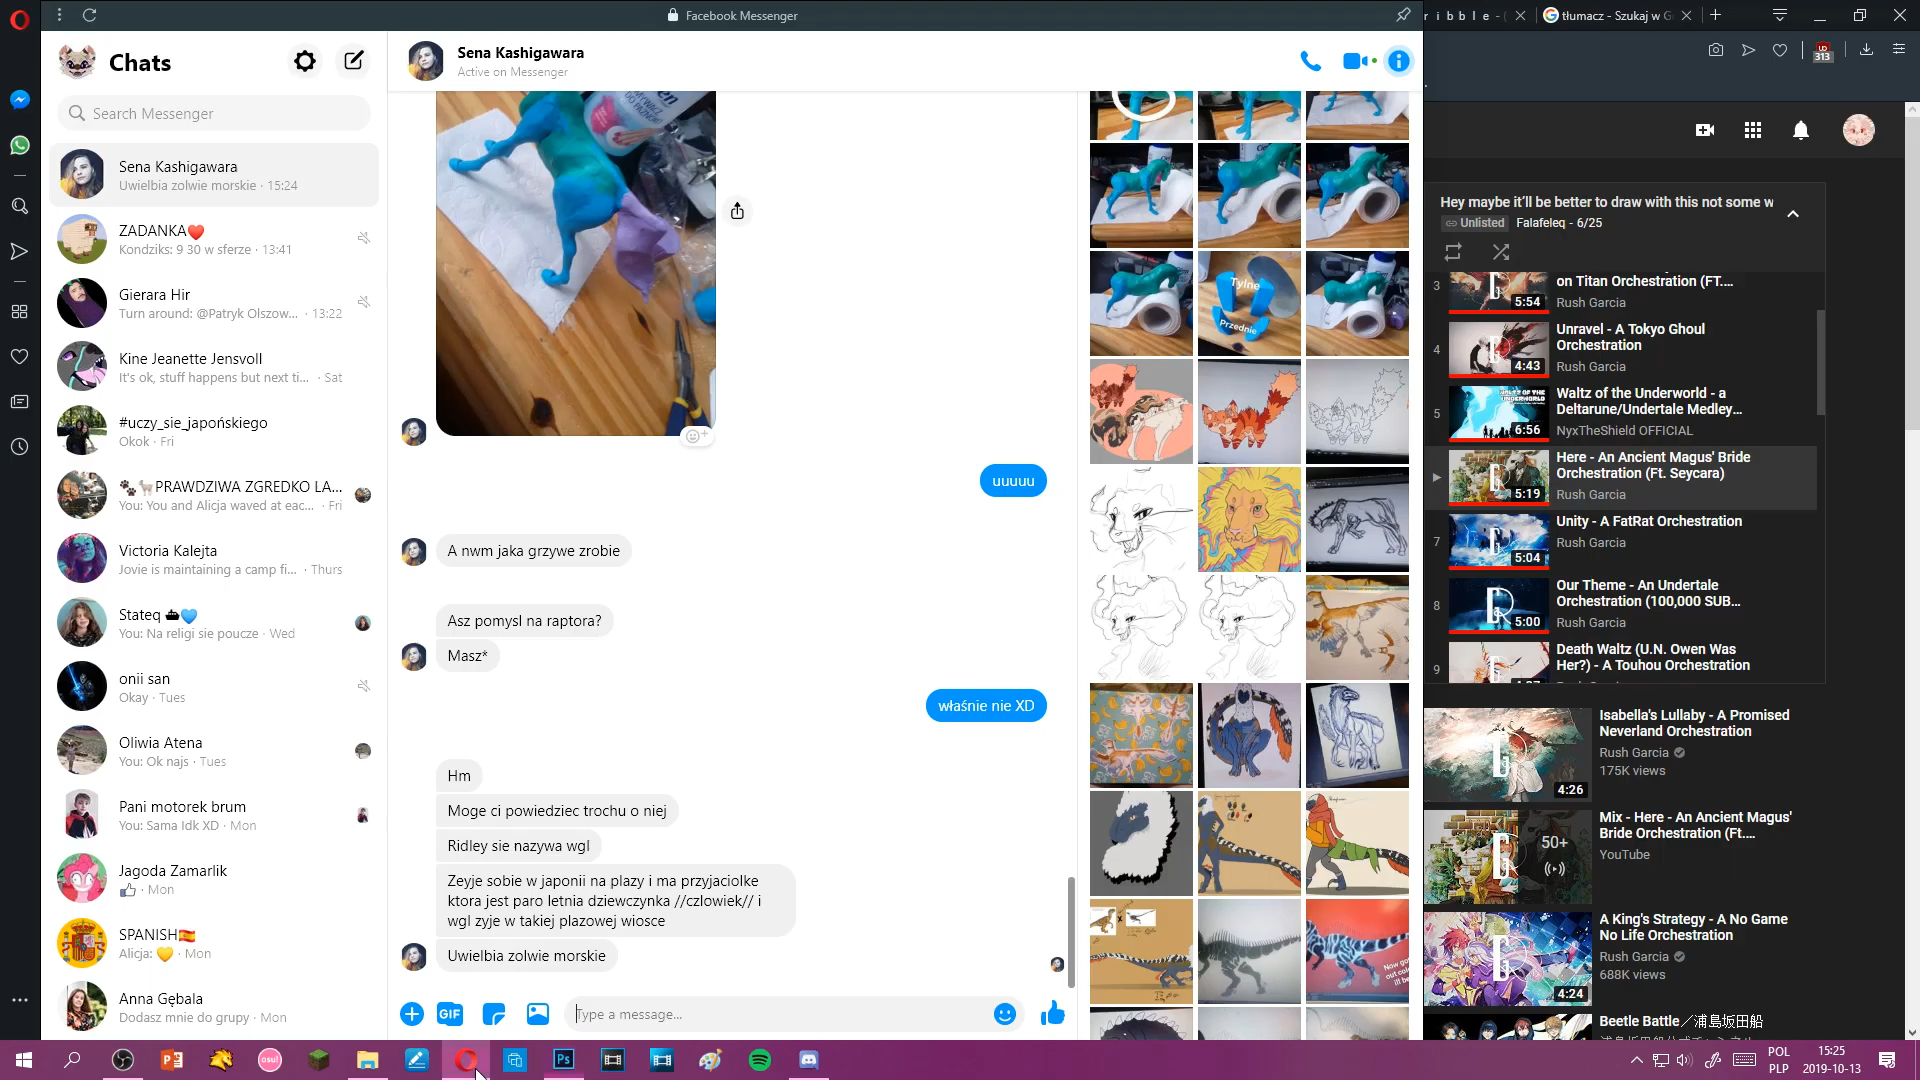 Facebook Messenger
r i b b l e - (
tłumacz - Szukaj w G
313
Chats
Search Messenger
Sena Kashigawara
Uwielbia zolwie morskie · 15:24
ZADANKA❤️
Kondziks: 9 30 w sferze · 13:41
Gierara Hir
Turn around: @Patryk Olszow... · 13:22
Kine Jeanette Jensvoll
It's ok, stuff happens but next ti... · Sat
#uczy_sie_japońskiego
Okok · Fri
🐾🐩PRAWDZIWA ZGREDKO LA...
You: You and Alicja waved at eac... · Fri
Victoria Kalejta
Jovie is maintaining a camp fi... · Thurs
Stateq ⛴💙
You: Na religi sie poucze · Wed
onii san
Okay · Tues
Oliwia Atena
You: Ok najs · Tues
Pani motorek brum
You: Sama Idk XD · Mon
Jagoda Zamarlik
👍 · Mon
SPANISH🇪🇸
Alicja: 💛 · Mon
Anna Gębala
Dodasz mnie do grupy · Mon
Sena Kashigawara
Active on Messenger
uuuuu
A nwm jaka grzywe zrobie
Asz pomysl na raptora?
Masz*
właśnie nie XD
Hm
Moge ci powiedziec trochu o niej
Ridley sie nazywa wgl
Zeyje sobie w japonii na plazy i ma przyjaciolke
ktora jest paro letnia dziewczynka //czlowiek// i
wgl zyje w takiej plazowej wiosce
Uwielbia zolwie morskie
GIF
Type a message...
Tylne
Przednie
Hey maybe it'll be better to draw with this not some w
Unlisted
Falafeleq - 6/25
3
on Titan Orchestration (FT....
Rush Garcia
5:54
4
Unravel - A Tokyo Ghoul
Orchestration
Rush Garcia
4:43
5
Waltz of the Underworld - a
Deltarune/Undertale Medley...
NyxTheShield OFFICIAL
6:56
Here - An Ancient Magus' Bride
Orchestration (Ft. Seycara)
Rush Garcia
5:19
7
Unity - A FatRat Orchestration
Rush Garcia
5:04
8
Our Theme - An Undertale
Orchestration (100,000 SUB...
Rush Garcia
5:00
9
Death Waltz (U.N. Owen Was
Her?) - A Touhou Orchestration
Isabella's Lullaby - A Promised
Neverland Orchestration
Rush Garcia
175K views
4:26
Mix - Here - An Ancient Magus'
Bride Orchestration (Ft....
YouTube
50+
A King's Strategy - A No Game
No Life Orchestration
Rush Garcia
688K views
4:24
Beetle Battle／浦島坂田船
osu!
Ps
POL
PLP
15:25
2019-10-13